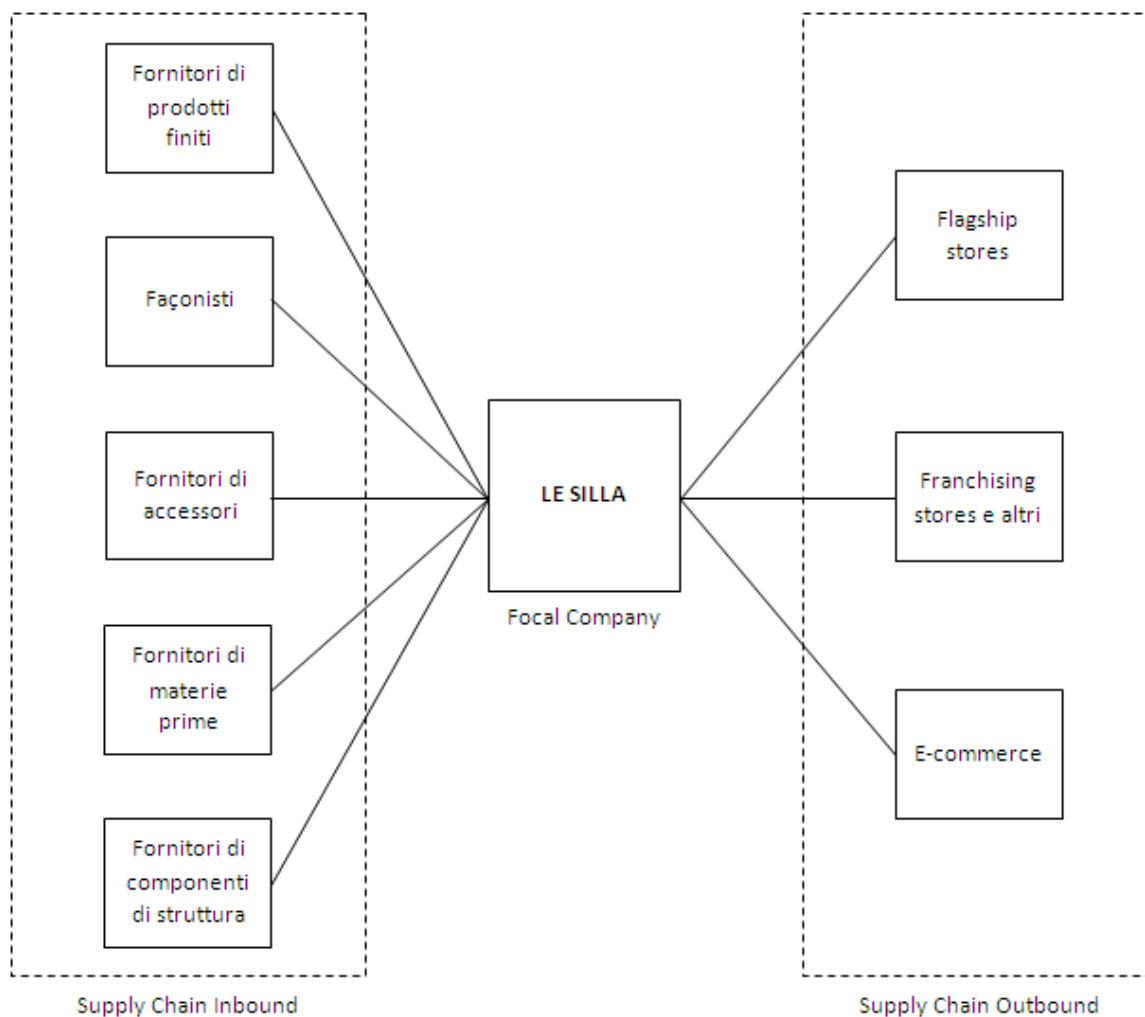 Fornitori di
prodotti
finiti
Façonisti
Fornitori di
accessori
Fornitori di
materie
prime
Fornitori di
componenti
di struttura
Supply Chain Inbound
LE SILLA
Focal Company
Flagship
stores
Franchising
stores e altri
E-commerce
Supply Chain Outbound